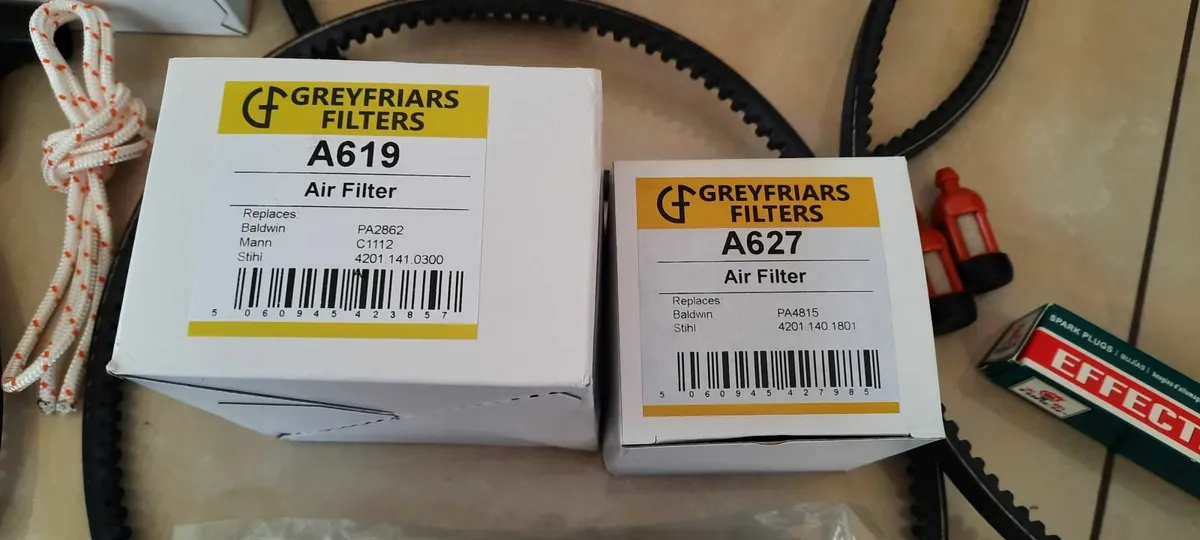 GF GREYFRIARS
FILTERS
A619
Air Filter
Replaces:
Baldwin PA2862
Mann C1112
Stihl 4201.141.0300
5 060945 423857
GF GREYFRIARS
FILTERS
A627
Air Filter
Replaces:
Baldwin PA4815
Stihl 4201.140.1801
5 060945 427985
SPARK PLUGS | BUJÍAS |
EFFECT